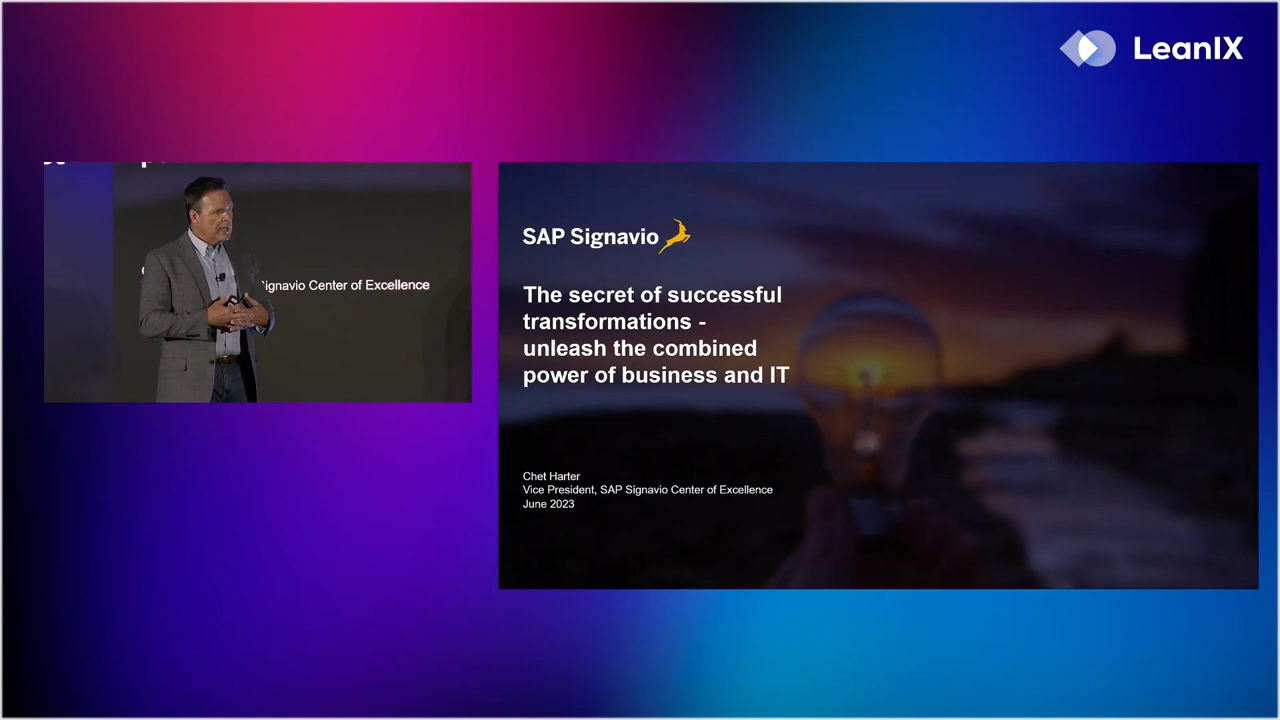 LeanIX
ignavio Center of Excellence
SAP Signavio
The secret of successful
transformations -
unleash the combined
power of business and IT
Chet Harter
Vice President, SAP Signavio Center of Excellence
June 2023